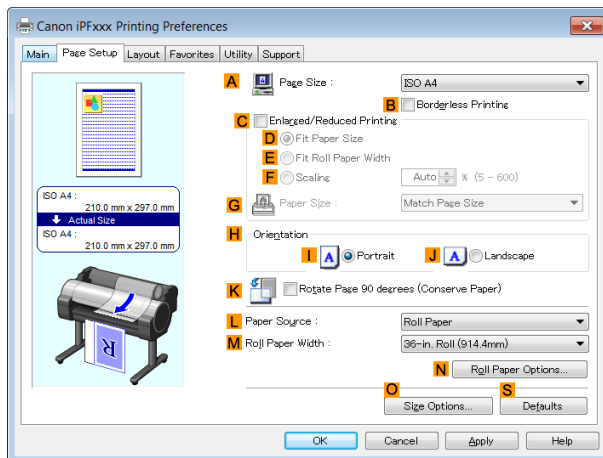 Canon iPFxxx Printing Preferences
Main Page Setup Layout Favorites Utility Support
A Page Size : ISO A4
B Borderless Printing
C Enlarged/Reduced Printing
D Fit Paper Size
E Fit Roll Paper Width
F Scaling Auto % (5 - 600)
G Paper Size : Match Page Size
ISO A4 :
210.0 mm x 297.0 mm
Actual Size
ISO A4 :
210.0 mm x 297.0 mm
H Orientation
I A Portrait J A Landscape
K Rotate Page 90 degrees (Conserve Paper)
L Paper Source : Roll Paper
M Roll Paper Width : 36-in. Roll (914.4mm)
N Roll Paper Options...
O S
Size Options... Defaults
R
OK Cancel Apply Help